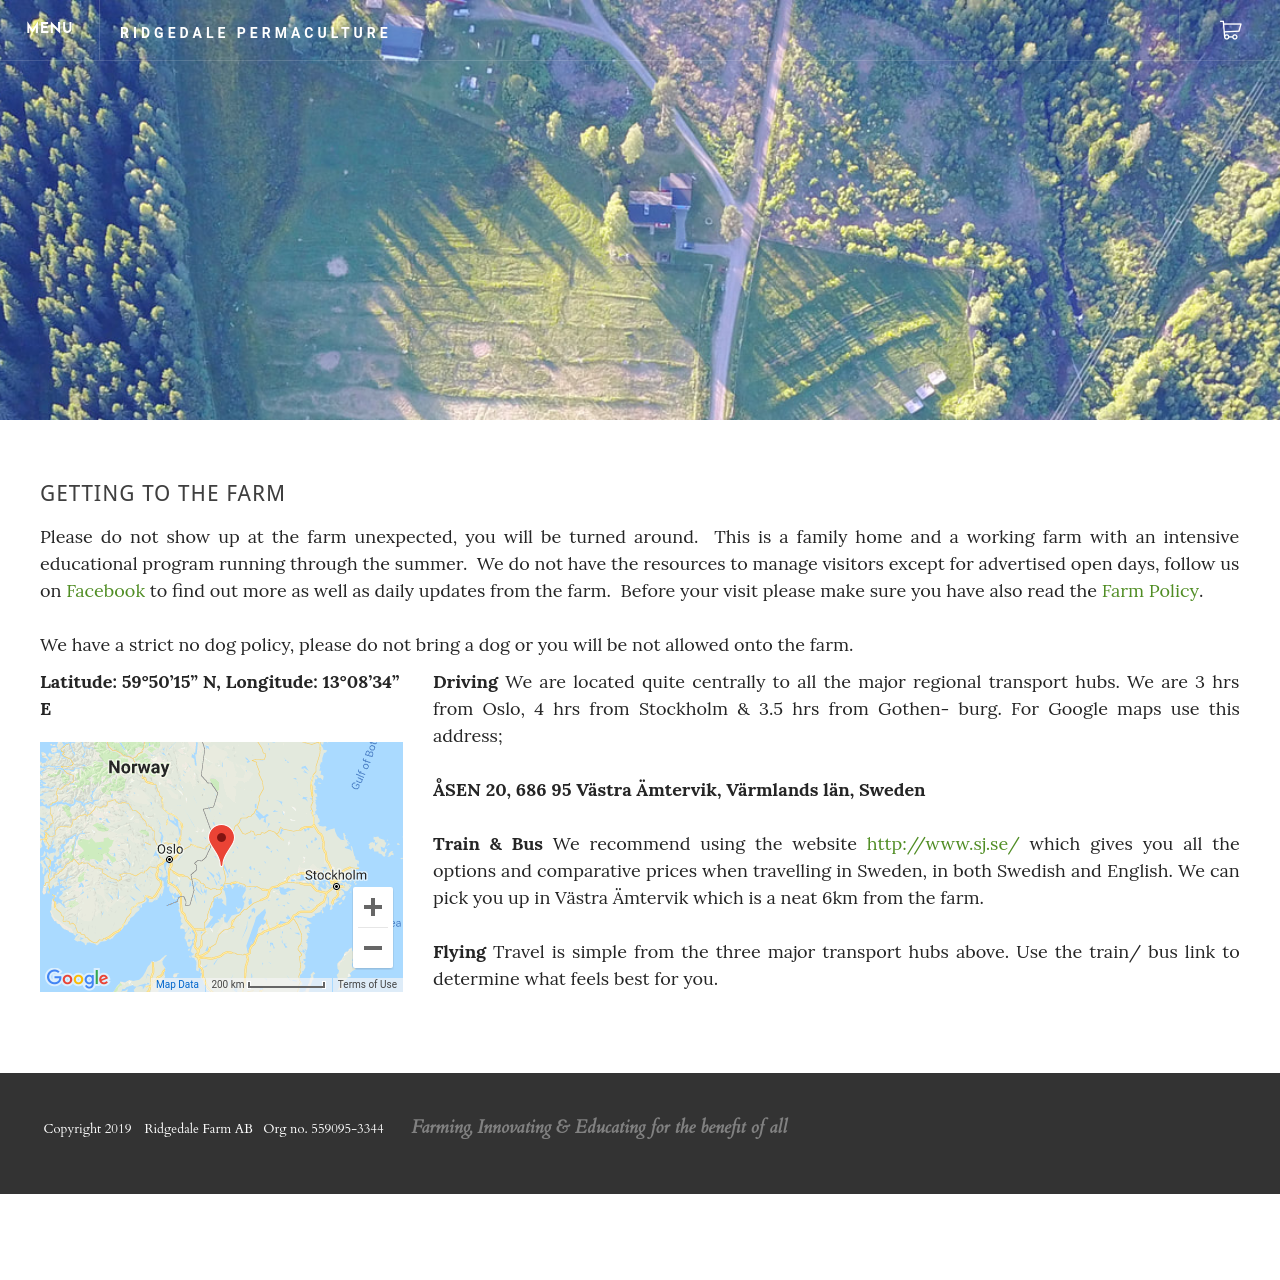 MENU
RIDGEDALE PERMACULTURE
GETTING TO THE FARM
Please do not show up at the farm unexpected, you will be turned around.  This is a family home and a working farm with an intensive
educational program running through the summer.  We do not have the resources to manage visitors except for advertised open days, follow us
on Facebook to find out more as well as daily updates from the farm.  Before your visit please make sure you have also read the Farm Policy.
We have a strict no dog policy, please do not bring a dog or you will be not allowed onto the farm.
Latitude: 59°50’15” N, Longitude: 13°08’34”
E
Norway
Gulf of Bot
Oslo
Stockholm
ea
Google
Map Data
200 km
Terms of Use
Driving We are located quite centrally to all the major regional transport hubs. We are 3 hrs
from Oslo, 4 hrs from Stockholm & 3.5 hrs from Gothen- burg. For Google maps use this
address;
ÅSEN 20, 686 95 Västra Ämtervik, Värmlands län, Sweden
Train & Bus We recommend using the website http://www.sj.se/ which gives you all the
options and comparative prices when travelling in Sweden, in both Swedish and English. We can
pick you up in Västra Ämtervik which is a neat 6km from the farm.
Flying Travel is simple from the three major transport hubs above. Use the train/ bus link to
determine what feels best for you.
Copyright 2019    Ridgedale Farm AB   Org no. 559095-3344
Farming, Innovating & Educating for the benefit of all